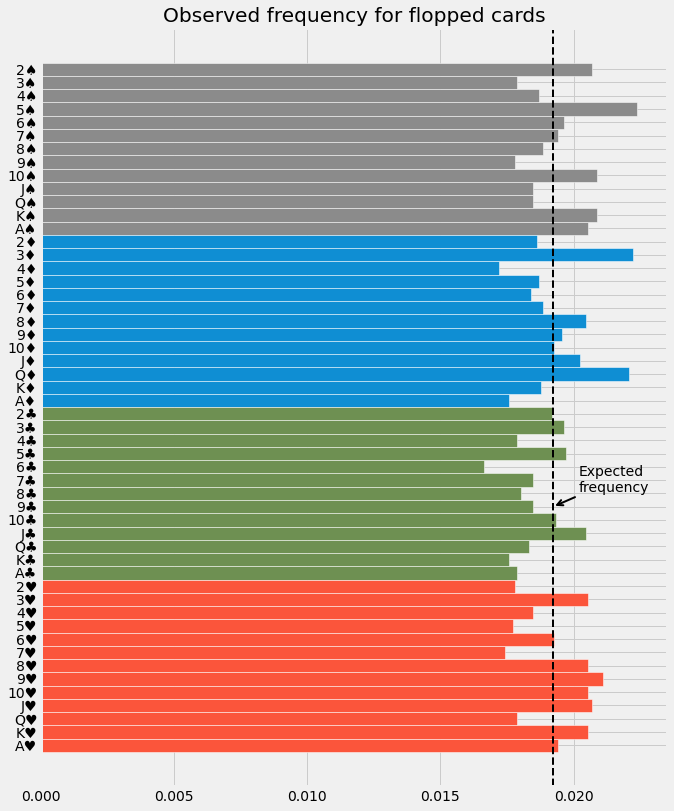 Observed frequency for flopped cards
2♠
3♠
4♠
5♠
6♠
7♠
8♠
9♠
10♠
J♠
Q♠
K♠
A♠
2♦
3♦
4♦
5♦
6♦
7♦
8♦
9♦
10♦
J♦
Q♦
K♦
A♦
2♣
3♣
4♣
5♣
6♣
7♣
8♣
9♣
10♣
J♣
Q♣
K♣
A♣
2♥
3♥
4♥
5♥
6♥
7♥
8♥
9♥
10♥
J♥
Q♥
K♥
A♥
Expected
frequency
0.000 0.005 0.010 0.015 0.020